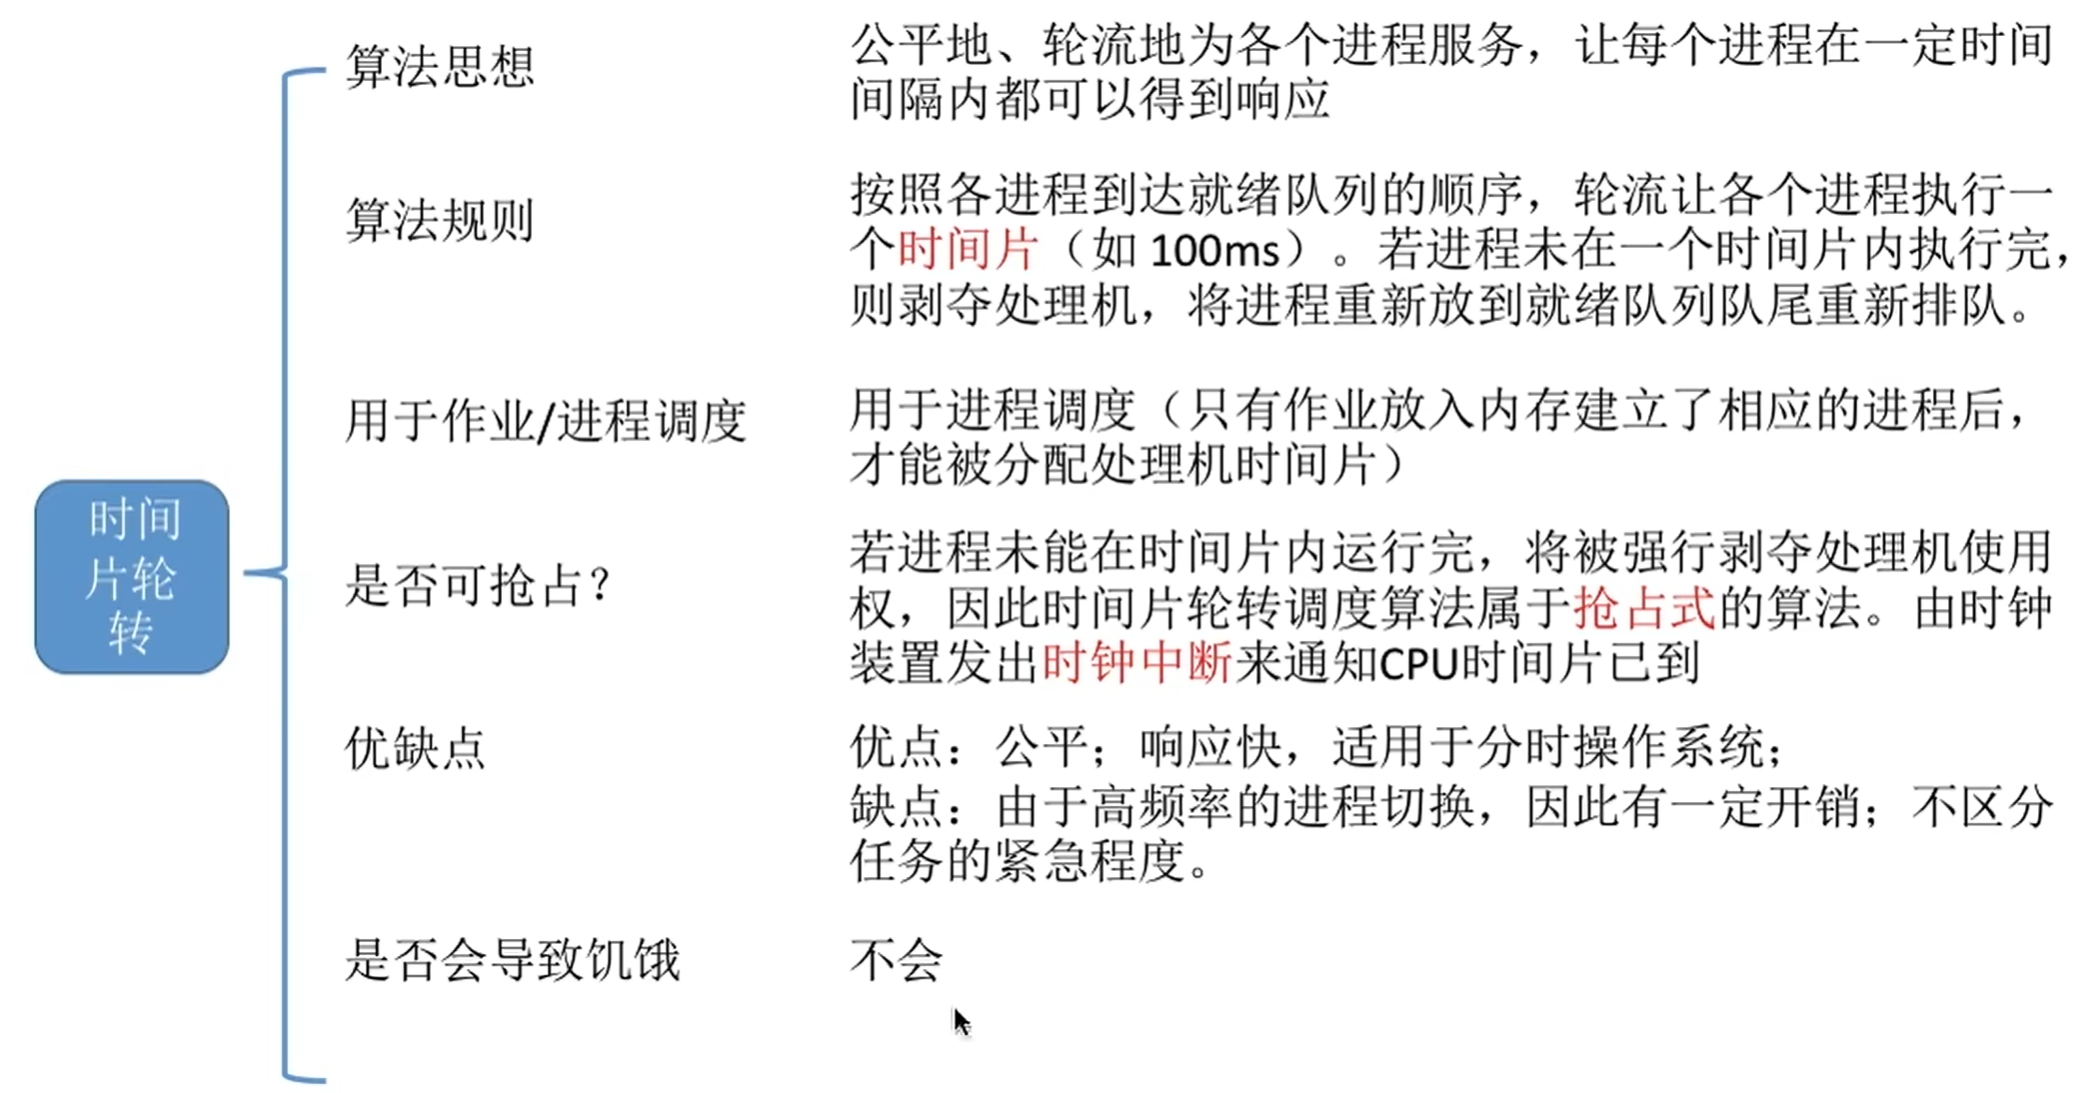 时间
片轮
转
算法思想
公平地、轮流地为各个进程服务，让每个进程在一定时间
间隔内都可以得到响应
算法规则
按照各进程到达就绪队列的顺序，轮流让各个进程执行一
个时间片（如 100ms）。若进程未在一个时间片内执行完，
则剥夺处理机，将进程重新放到就绪队列队尾重新排队。
用于作业/进程调度
用于进程调度（只有作业放入内存建立了相应的进程后，
才能被分配处理机时间片）
是否可抢占？
若进程未能在时间片内运行完，将被强行剥夺处理机使用
权，因此时间片轮转调度算法属于抢占式的算法。由时钟
装置发出时钟中断来通知CPU时间片已到
优缺点
优点：公平；响应快，适用于分时操作系统；
缺点：由于高频率的进程切换，因此有一定开销；不区分
任务的紧急程度。
是否会导致饥饿
不会